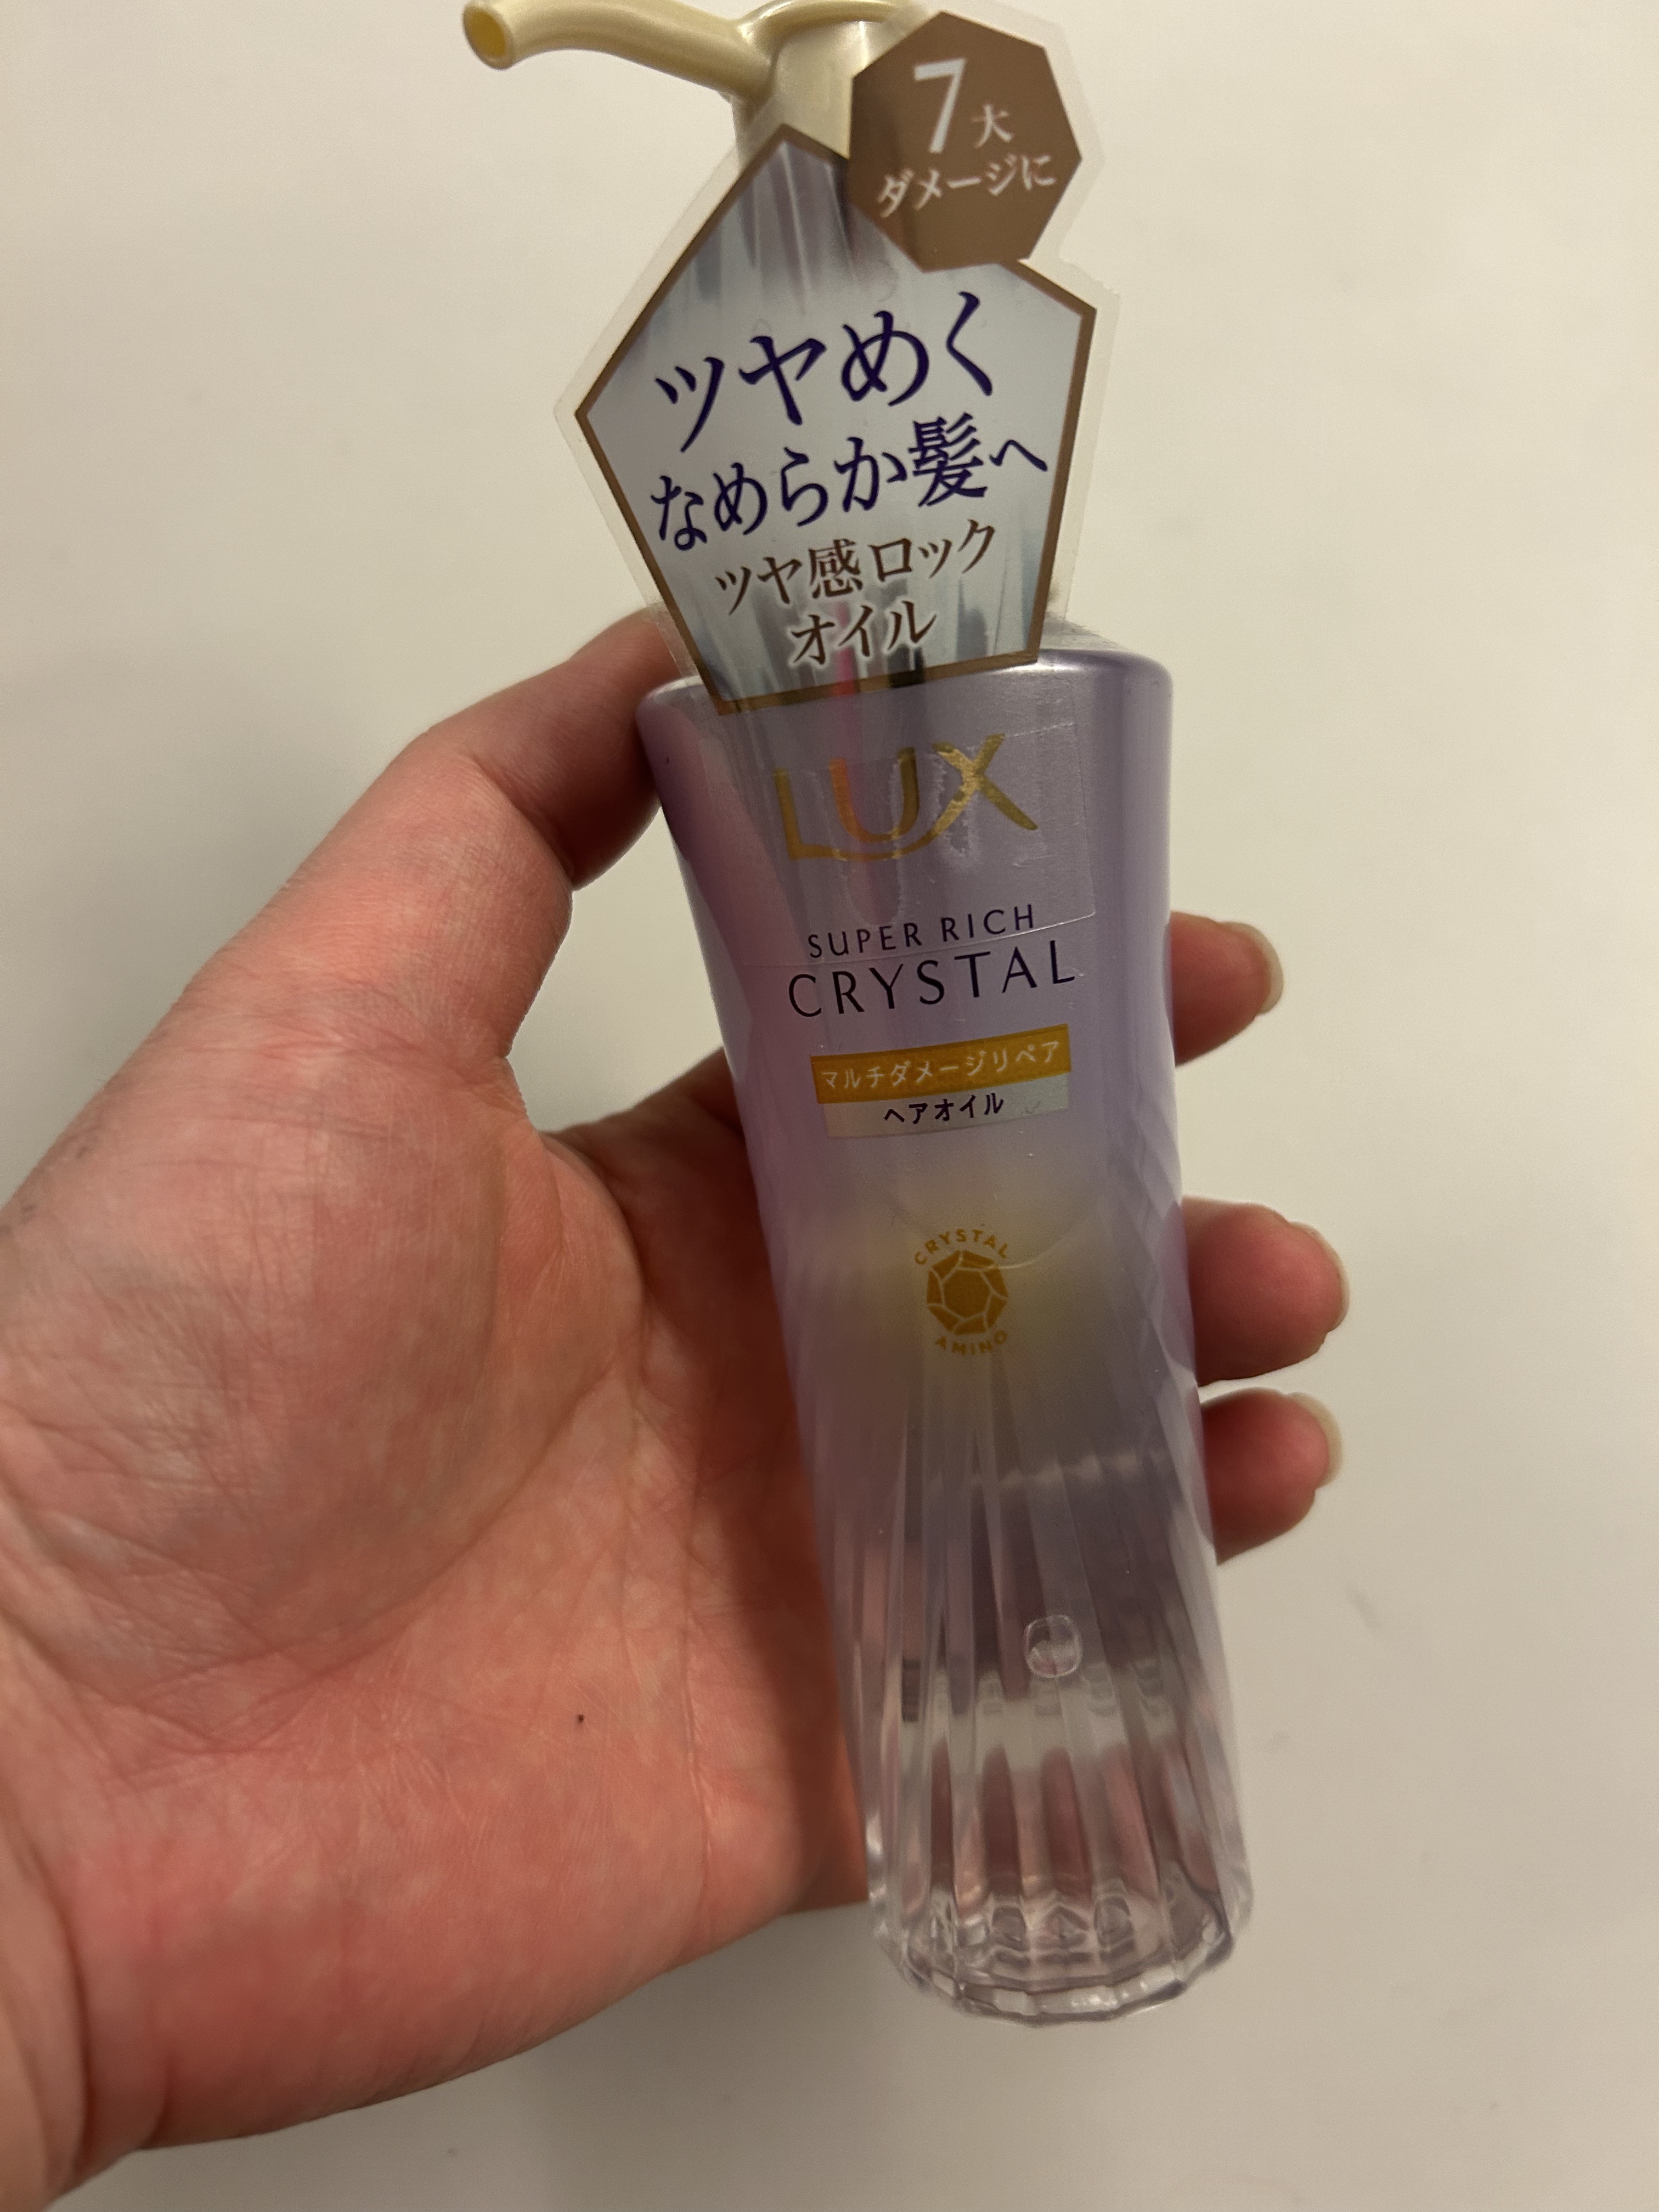 7大
ダメージに
ツヤめく
なめらか髪へ
ツヤ感ロック
オイル
LUX
SUPER RICH
CRYSTAL
マルチダメージリペア
ヘアオイル
CRYSTAL
AMINO